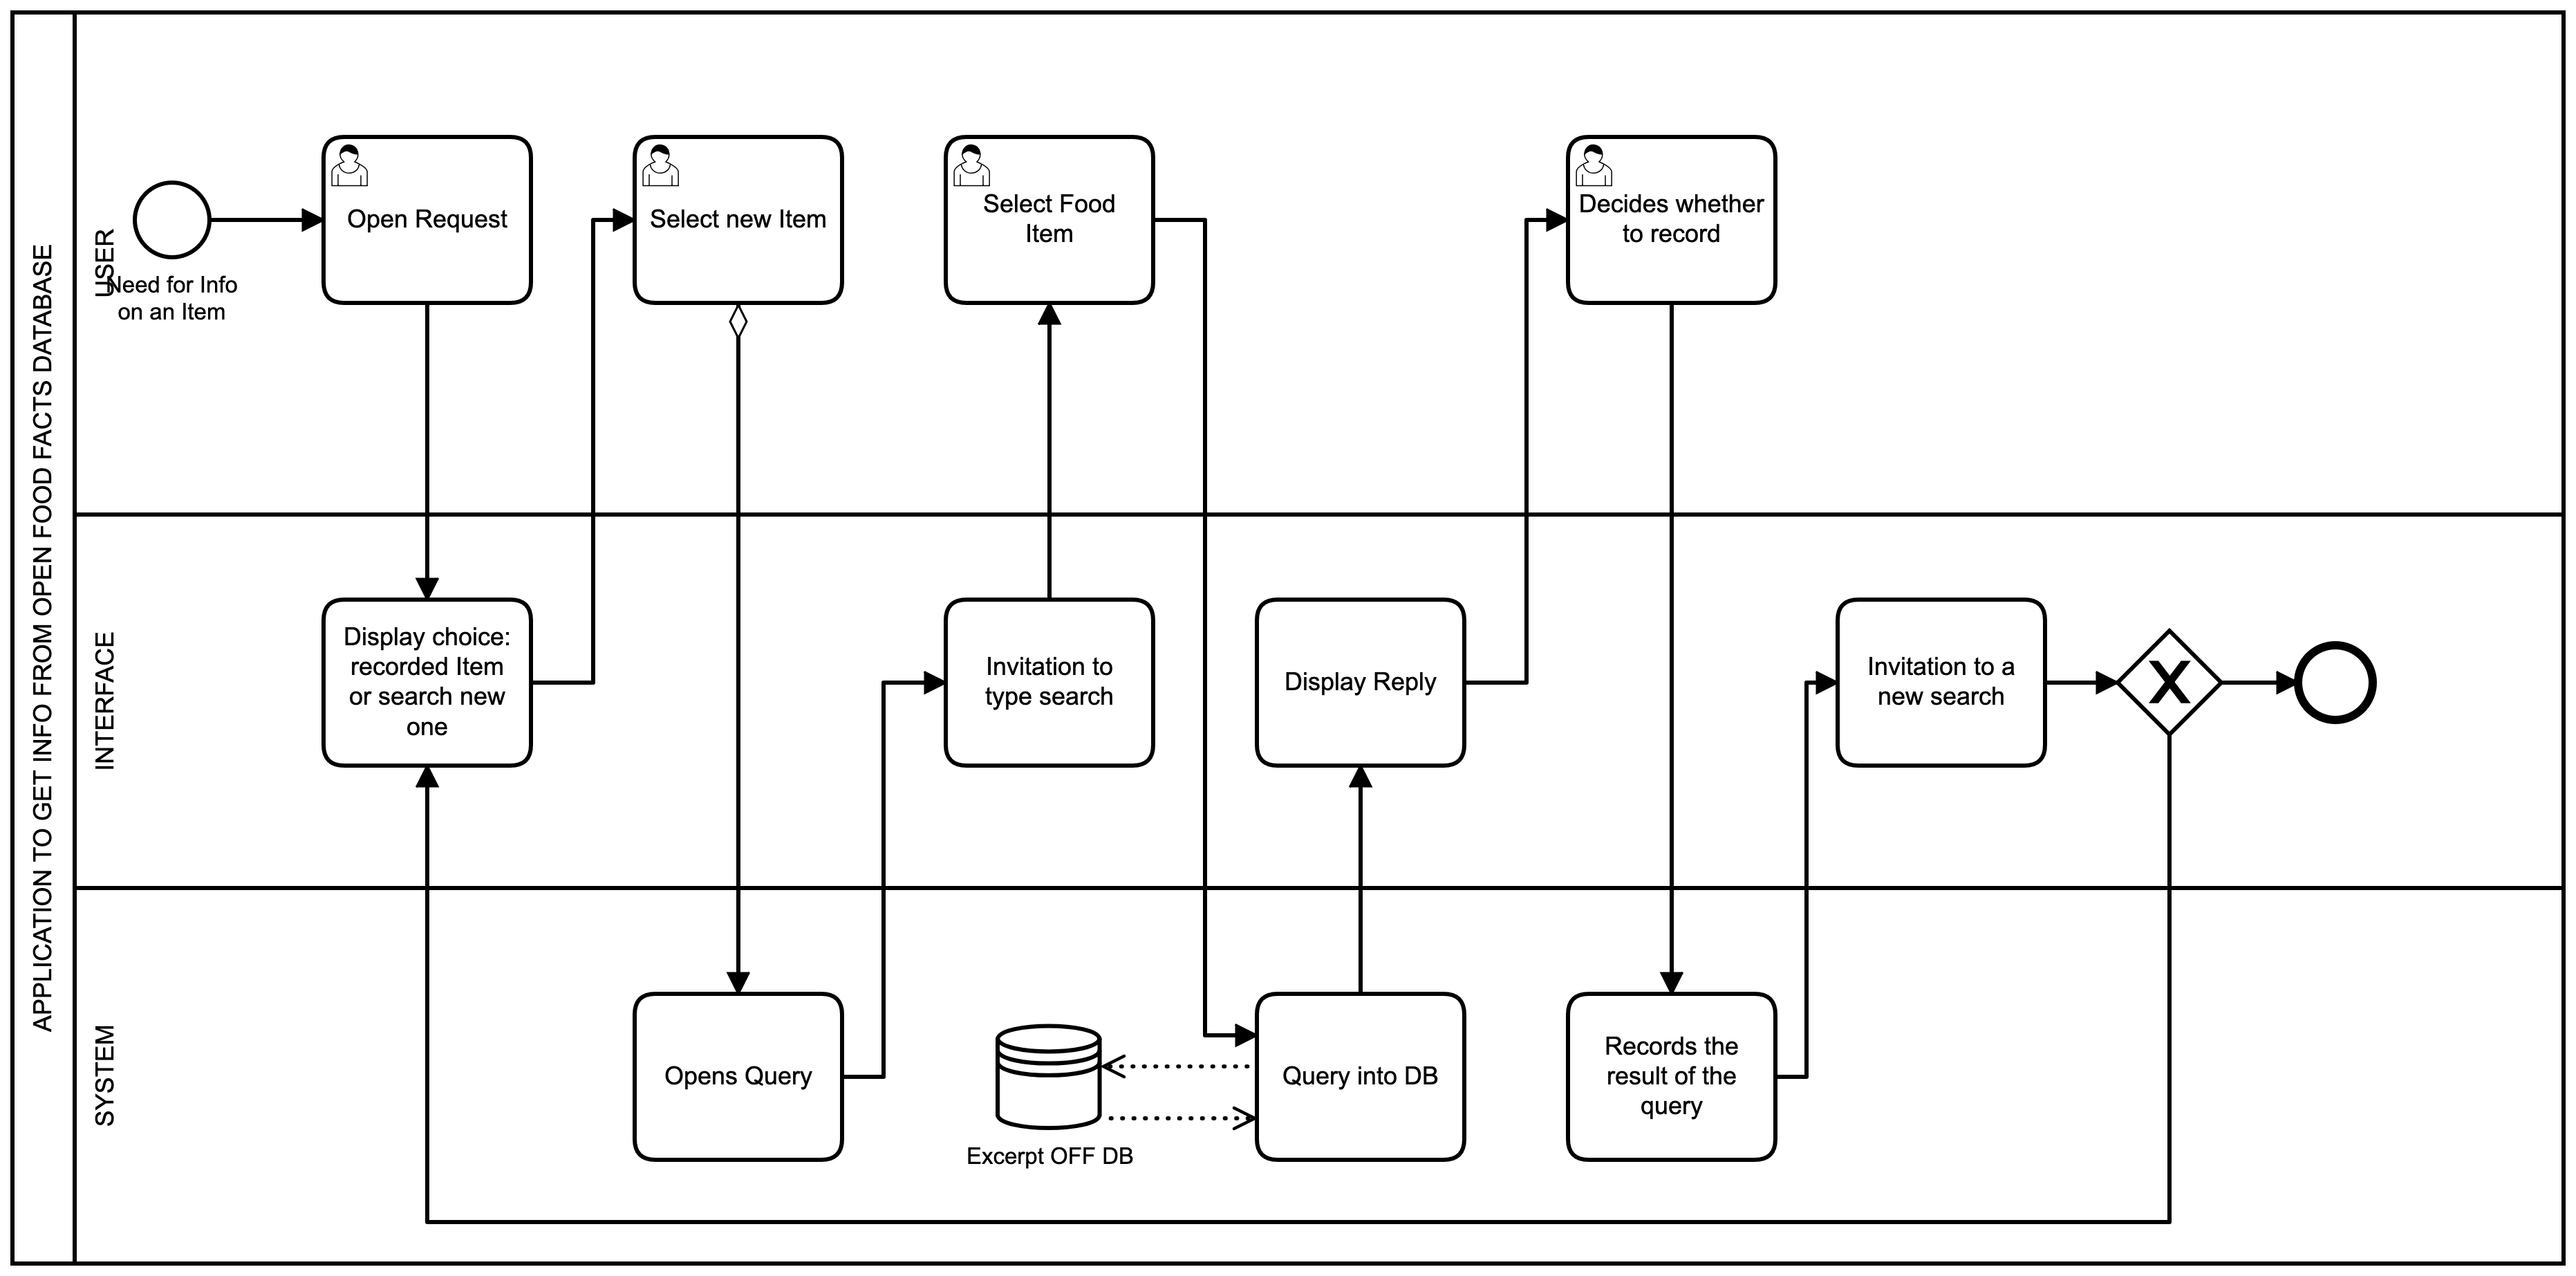 APPLICATION TO GET INFO FROM OPEN FOOD FACTS DATABASE
USER
Need for Info
on an Item
Open Request
Select new Item
Select Food
Item
Decides whether
to record
INTERFACE
Display choice:
recorded Item
or search new
one
Invitation to
type search
Display Reply
Invitation to a
new search
X
SYSTEM
Opens Query
Excerpt OFF DB
Query into DB
Records the
result of the
query